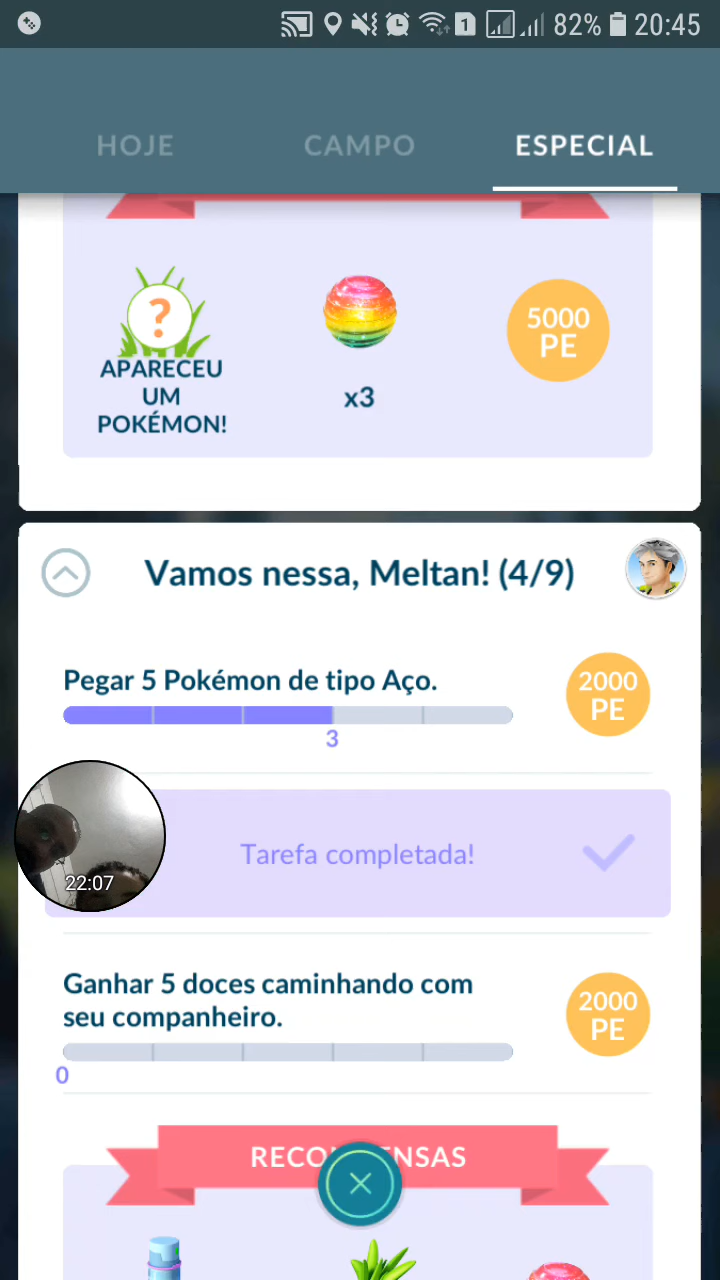 1
82%
20:45
HOJE
CAMPO
ESPECIAL
?
APARECEU
UM
POKÉMON!
x3
5000
PE
Vamos nessa, Meltan! (4/9)
Pegar 5 Pokémon de tipo Aço.
2000
PE
3
22:07
Tarefa completada!
Ganhar 5 doces caminhando com
seu companheiro.
2000
PE
0